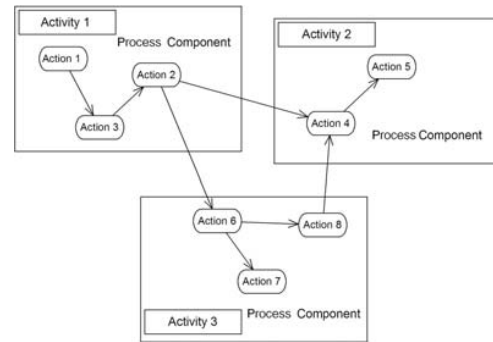 Activity 1
Process Component
Action 1
Action 2
Action 3
Activity 2
Action 5
Action 4
Process Component
Action 6
Action 8
Action 7
Activity 3
Process Component